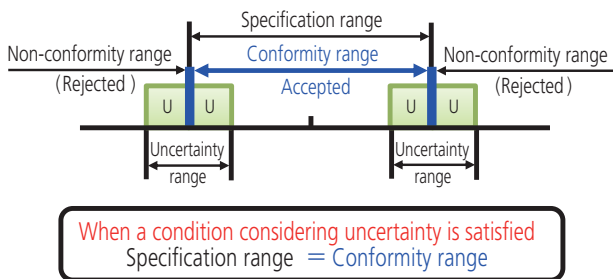 Specification range
Non-conformity range
(Rejected )
Conformity range
Accepted
Non-conformity range
(Rejected )
U U
U U
Uncertainty
range
Uncertainty
range
When a condition considering uncertainty is satisfied
Specification range = Conformity range